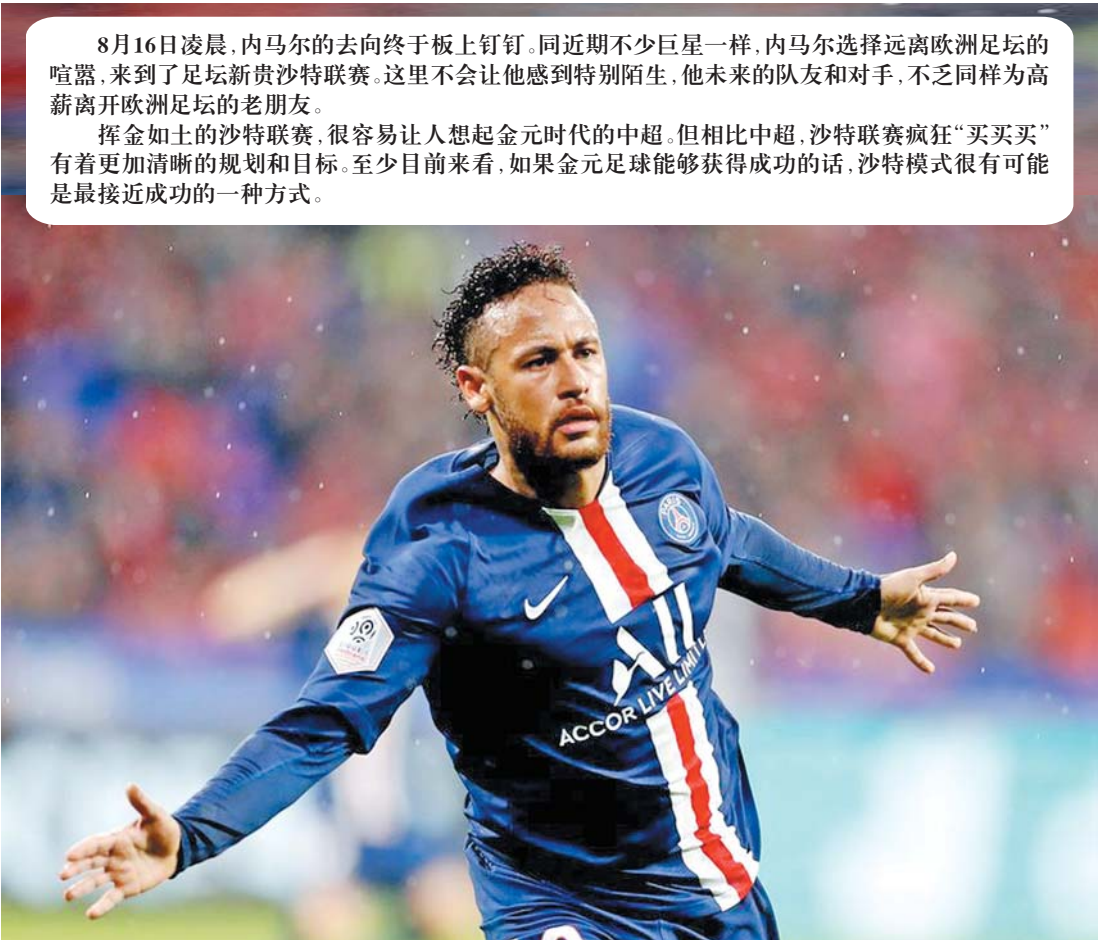 8月16日凌晨,内马尔的去向终于板上钉钉。同近期不少巨星一样,内马尔选择远离欧洲足坛的
喧嚣,来到了足坛新贵沙特联赛。这里不会让他感到特别陌生,他未来的队友和对手,不乏同样为高
薪离开欧洲足坛的老朋友。
挥金如土的沙特联赛,很容易让人想起金元时代的中超。但相比中超,沙特联赛疯狂“买买买”
有着更加清晰的规划和目标。至少目前来看,如果金元足球能够获得成功的话,沙特模式很有可能
是最接近成功的一种方式。
PARIS
ACCOR LIVE LIMITL